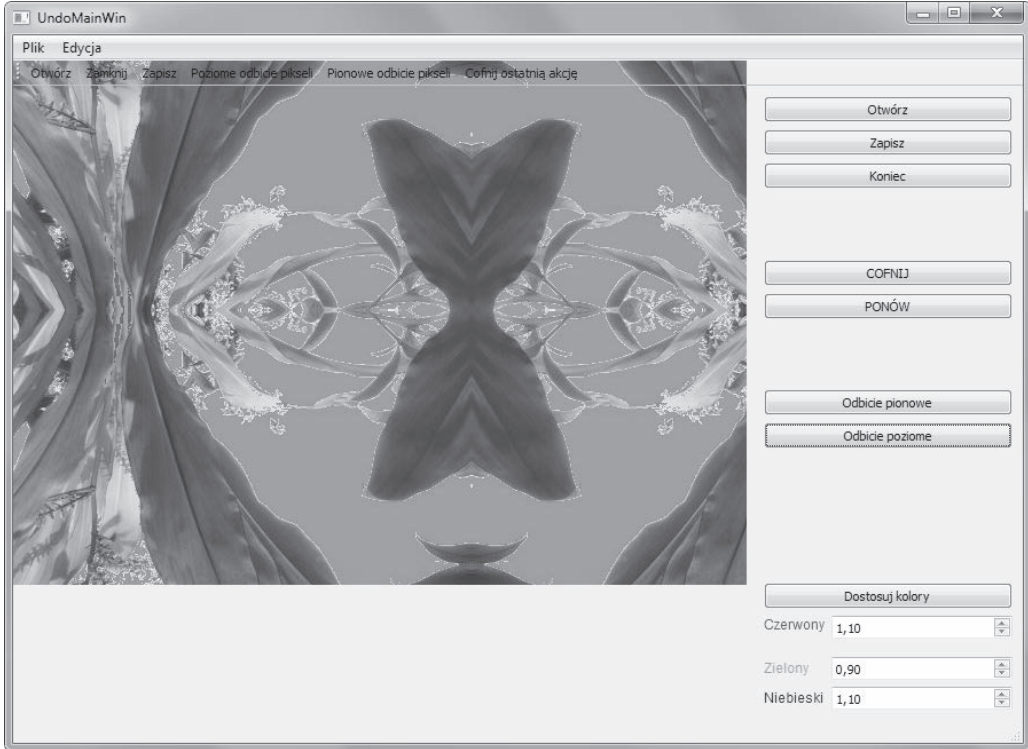 UndoMainWin
Plik Edycja
Otwórz Zamknij Zapisz Poziome odbicie pikseli Pionowe odbicie pikseli Cofnij ostatnią akcję
Otwórz
Zapisz
Koniec
COFNIJ
PONÓW
Odbicie pionowe
Odbicie poziome
Dostosuj kolory
Czerwony 1,10
Zielony 0,90
Niebieski 1,10